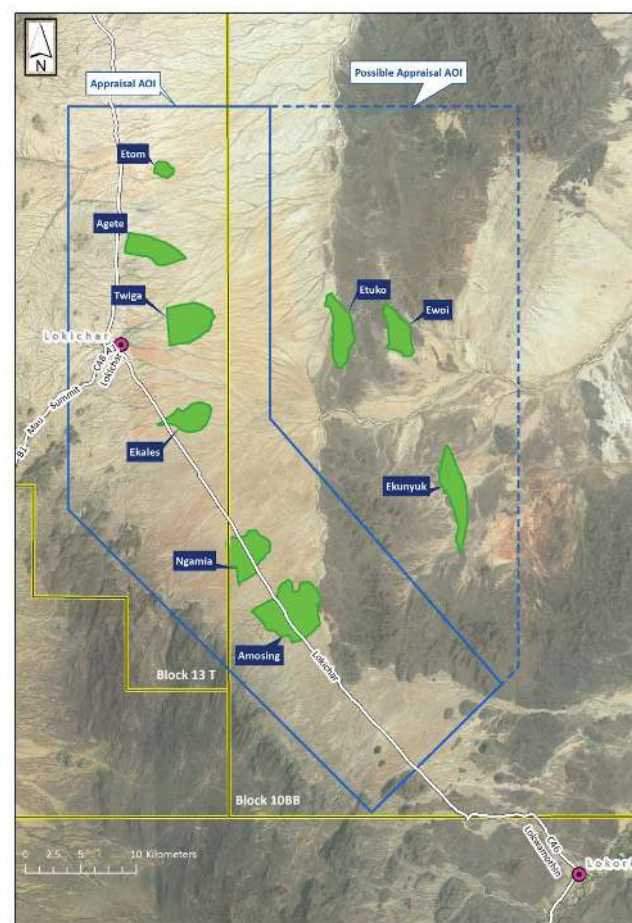 N
Appraisal AOI
Possible Appraisal AOI
Etom
Agete
Twiga
Etuko
Ewoi
Lokichar
C46
Lokichar
B1 Mau Summit
Ekales
Ekunyuk
Ngamia
Amosing
Lokichar
Block 13 T
Block 10BB
0 2.5 5 10 Kilometers
C46
Lokwamorhin
Lokori